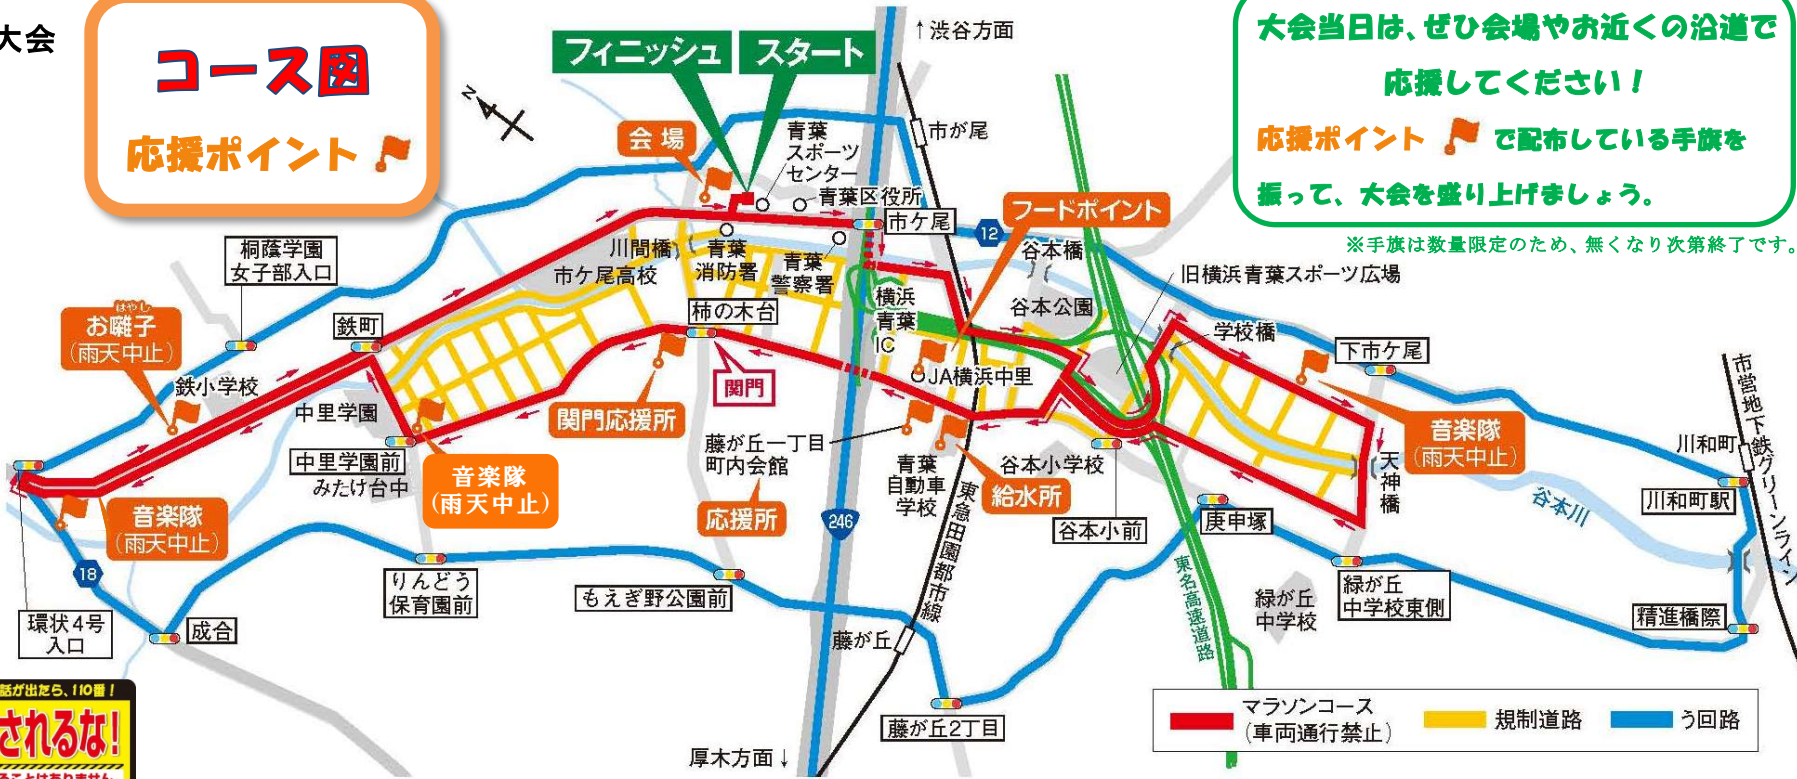 大会
コース図
応援ポイント
フィニッシュ
スタート
↑渋谷方面
大会当日は、ぜひ会場やお近くの沿道で
応援してください!
応援ポイント で配布している手旗を
振って、大会を盛り上げましょう。
※手旗は数量限定のため、無くなり次第終了です。
N
会場
青葉
スポーツ
センター
青葉区役所
市が尾
市ケ尾
12
フードポイント
谷本橋
旧横浜青葉スポーツ広場
谷本公園
学校橋
下市ケ尾
桐蔭学園
女子部入口
川間橋
市ケ尾高校
青葉
消防署
青葉
警察署
横浜
青葉
IC
はやし
お囃子
(雨天中止)
鉄町
柿の木台
関門
JA横浜中里
鉄小学校
中里学園
関門応援所
藤が丘一丁目
町内会館
応援所
中里学園前
みたけ台中
音楽隊
(雨天中止)
音楽隊
(雨天中止)
青葉
自動車
学校
給水所
谷本小学校
谷本小前
音楽隊
(雨天中止)
天神橋
庚申塚
谷本川
川和町
川和町駅
市営地下鉄グリーンライン
18
246
東急田園都市線
東名高速道路
環状4号
入口
成合
りんどう
保育園前
もえぎ野公園前
藤が丘
藤が丘2丁目
緑が丘
中学校
緑が丘
中学校東側
精進橋際
厚木方面↓
マラソンコース
(車両通行禁止)
規制道路
う回路
話が出たら、110番!
されるな!
ることはありません